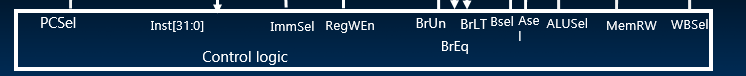 PCSel Inst[31:0] ImmSel RegWEn BrUn BrLT Bsel Ase ALUSel MemRW WBSel
l
BrEq
Control logic